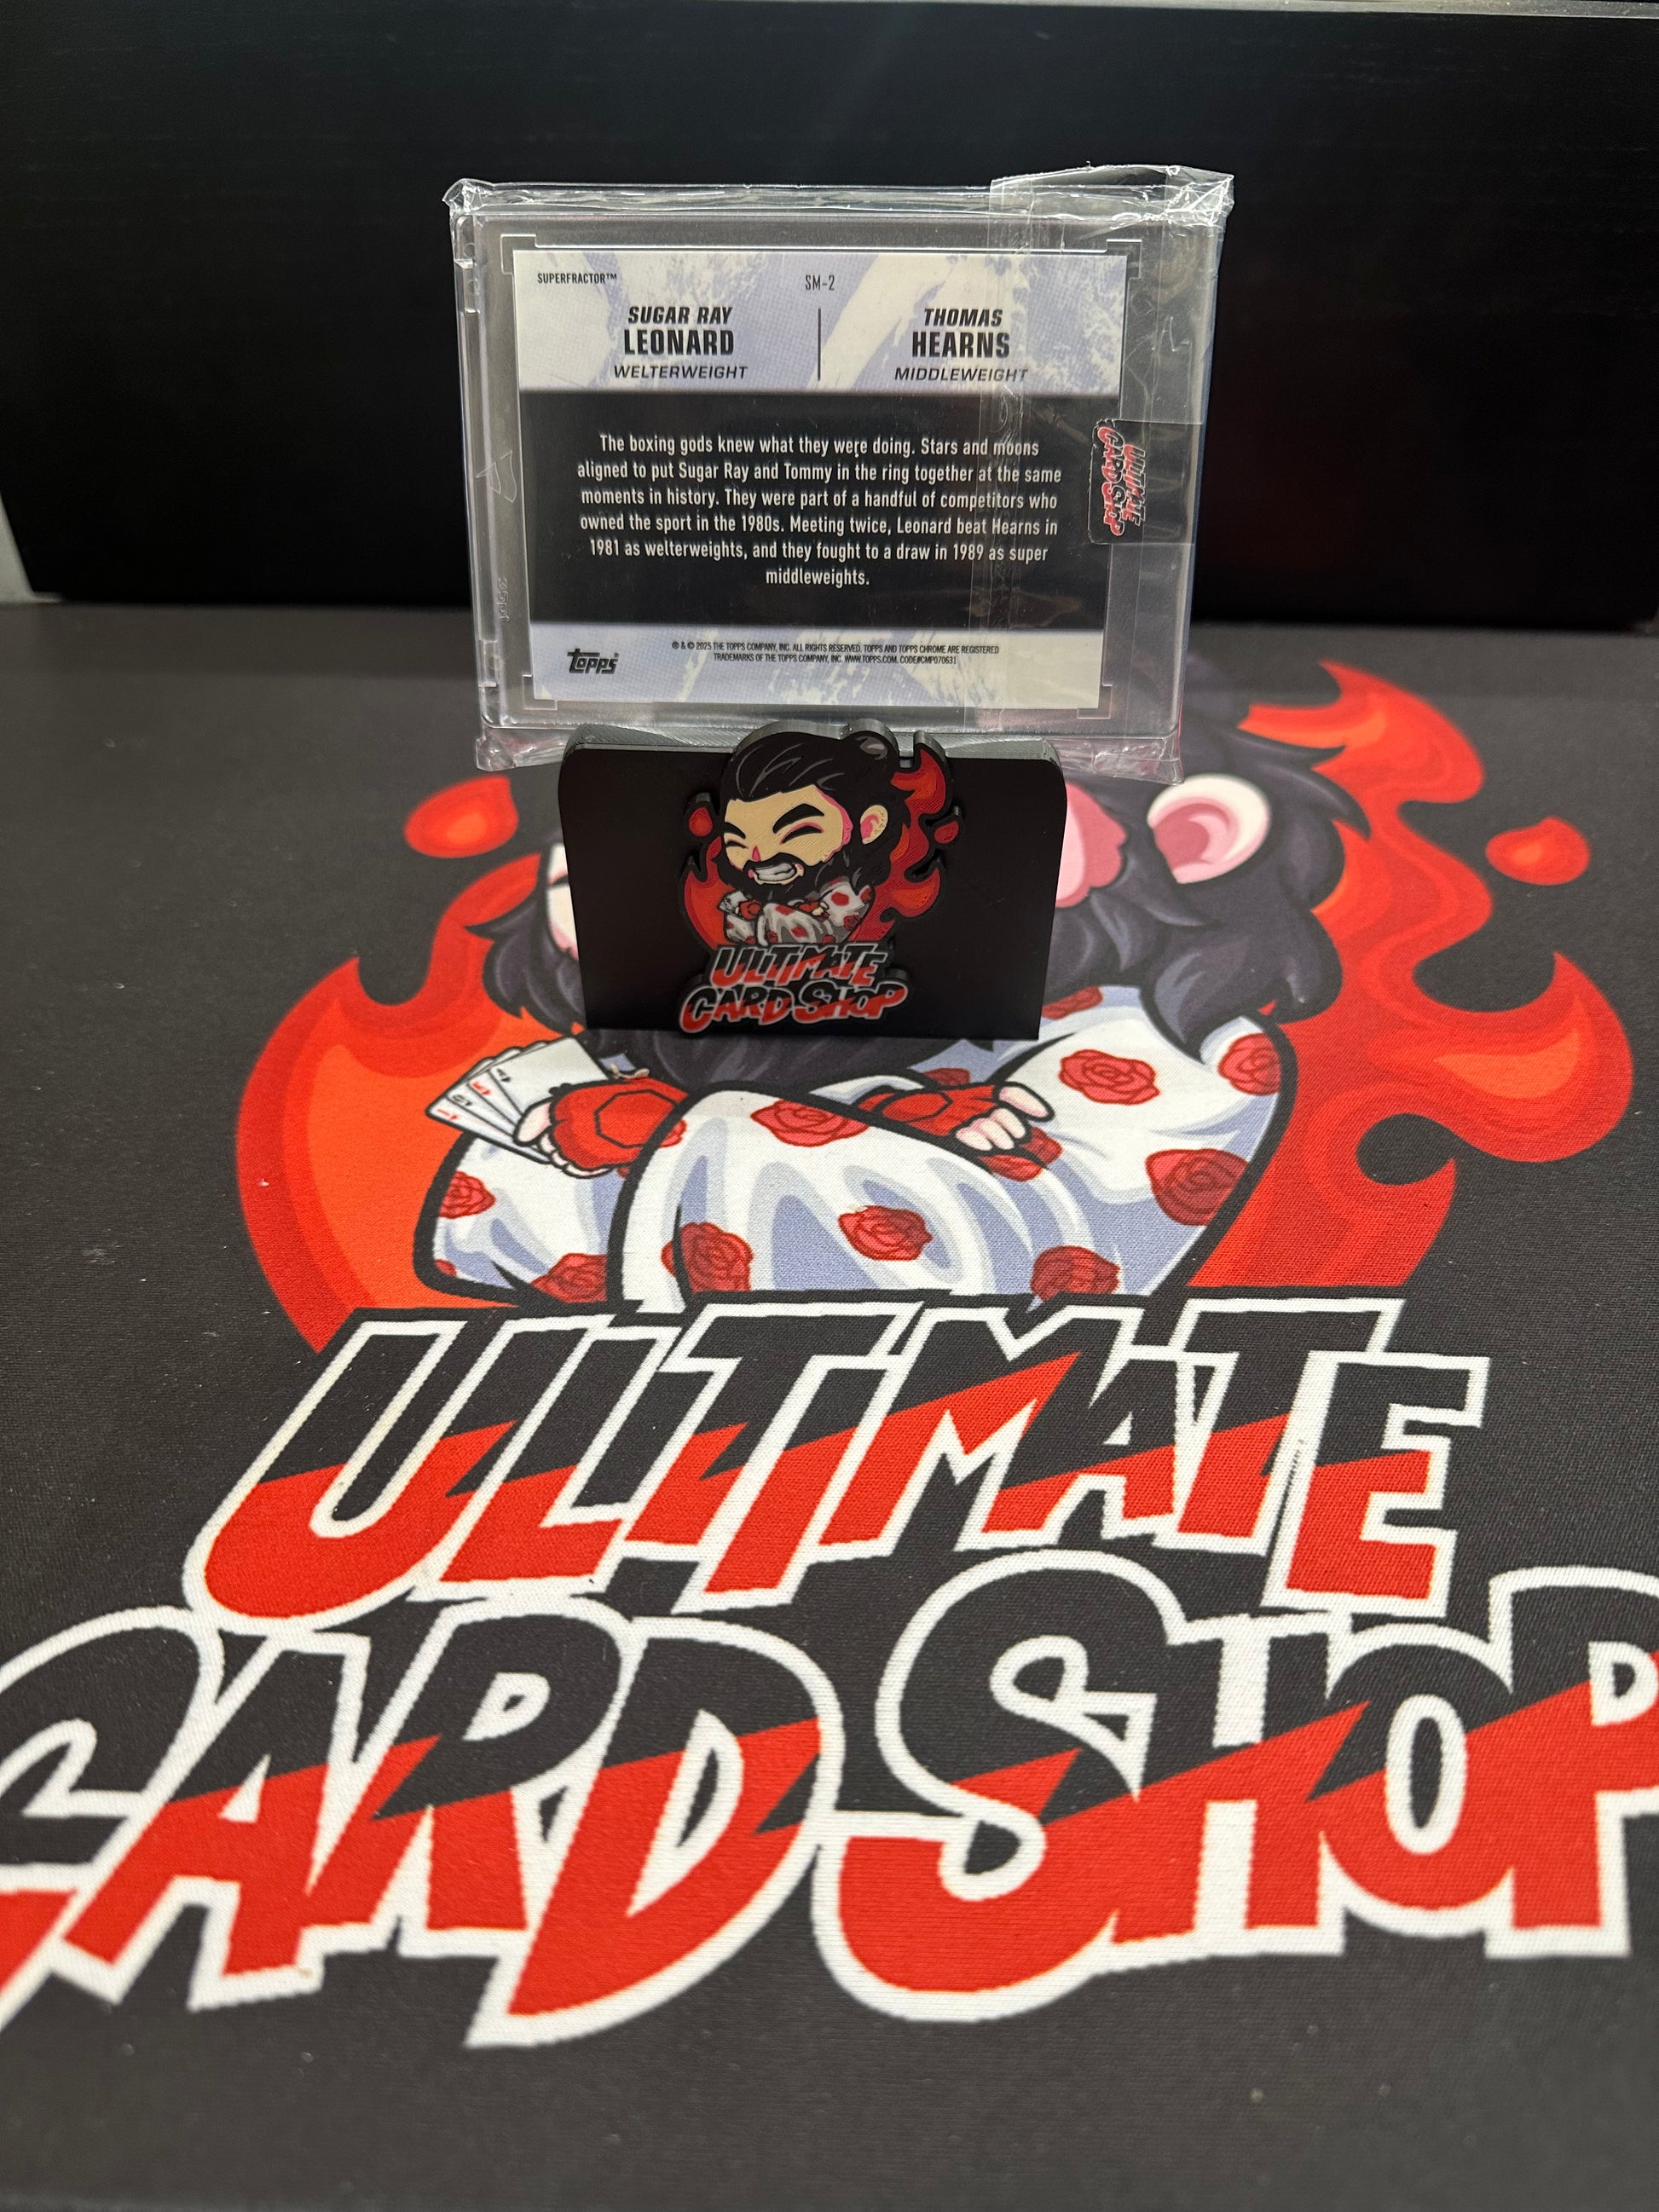 SUPERFRACTOR™
SM-2
SUGAR RAY
LEONARD
WELTERWEIGHT
THOMAS
HEARNS
MIDDLEWEIGHT
The boxing gods knew what they were doing. Stars and moons
aligned to put Sugar Ray and Tommy in the ring together at the same
moments in history. They were part of a handful of competitors who
owned the sport in the 1980s. Meeting twice, Leonard beat Hearns in
1981 as welterweights, and they fought to a draw in 1989 as super
middleweights.
topps®
® & © 2025 THE TOPPS COMPANY, INC. ALL RIGHTS RESERVED. TOPPS AND TOPPS CHROME ARE REGISTERED
TRADEMARKS OF THE TOPPS COMPANY, INC. WWW.TOPPS.COM. CODE#CMP070631
ULTIMATE
CARD SHOP
ULTIMATE
CARD SHOP
ULTIMATE
CARD SHOP